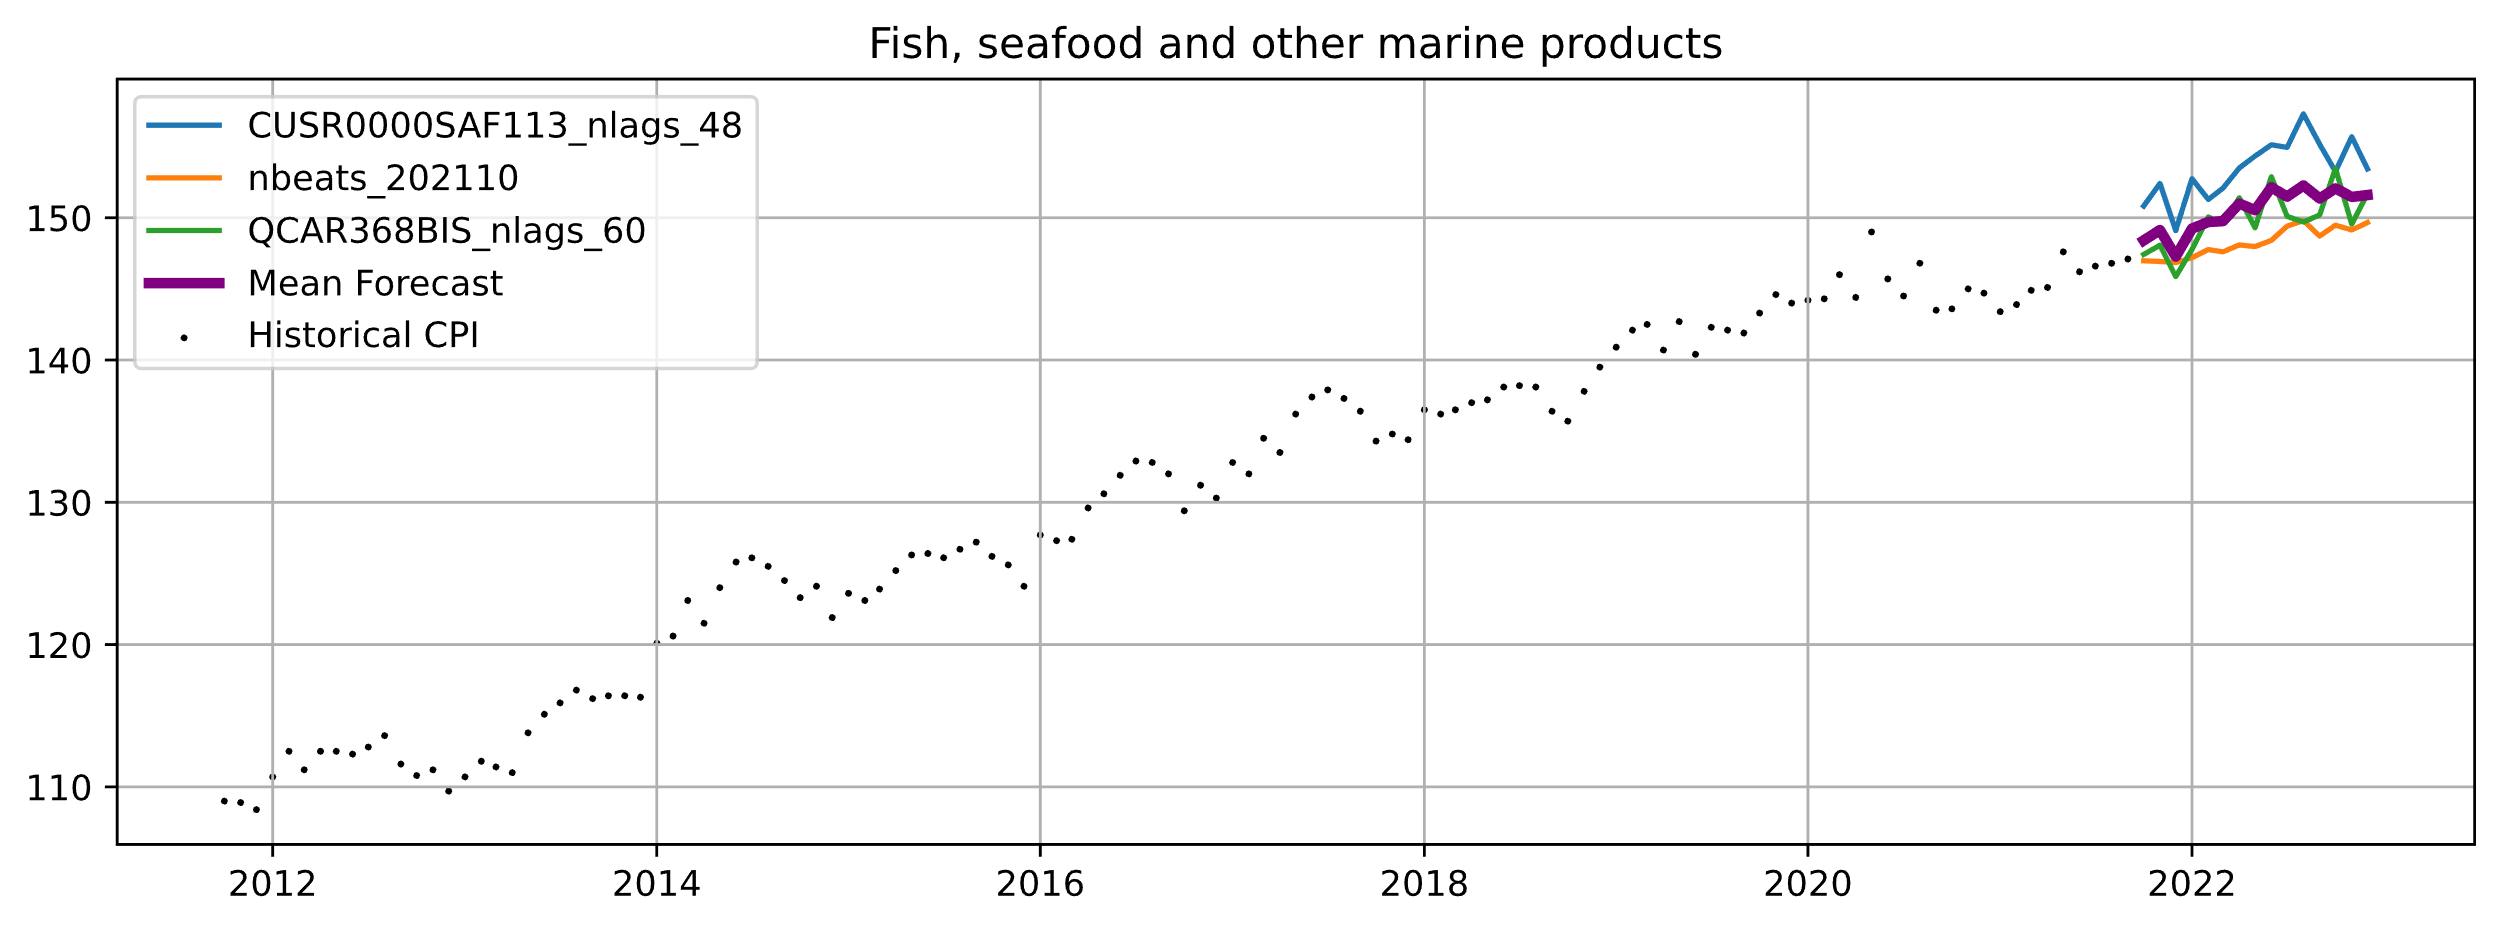 Fish, seafood and other marine products
CUSR0000SAF113_nlags_48
nbeats_202110
QCAR368BIS_nlags_60
Mean Forecast
Historical CPI
150
140
130
120
110
2012 2014 2016 2018 2020 2022